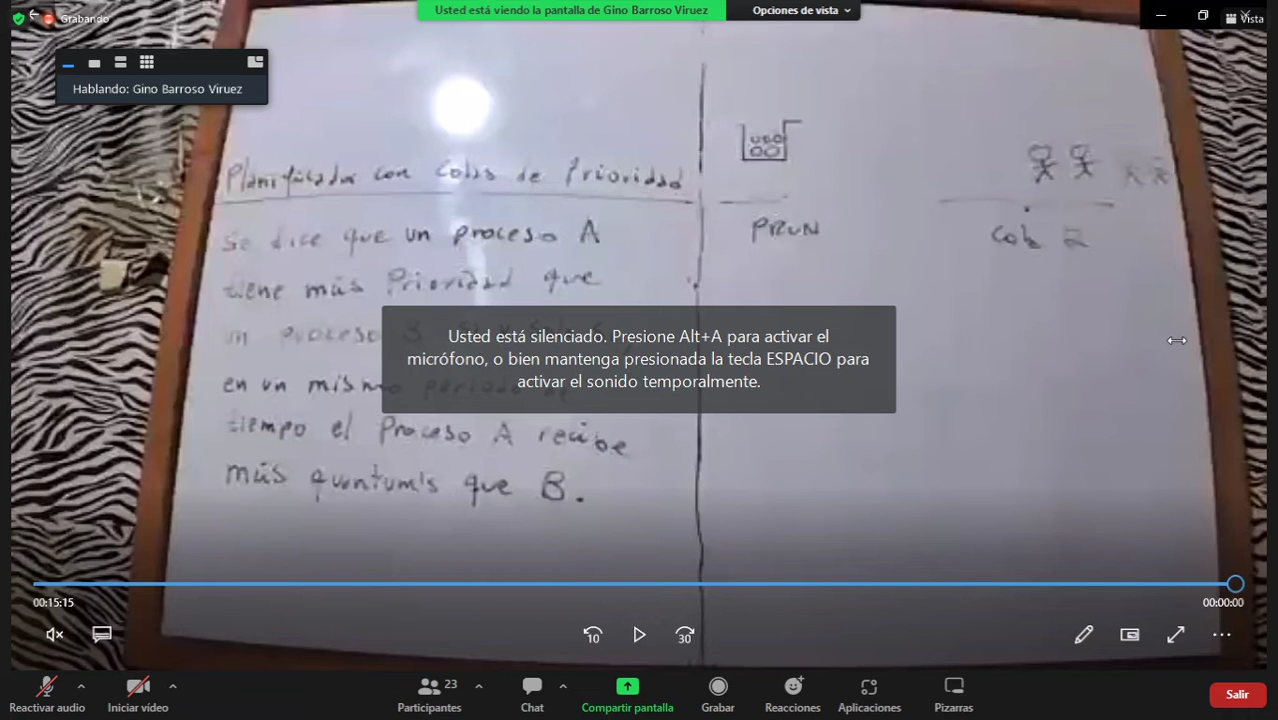 Grabando
Usted está viendo la pantalla de Gino Barroso Viruez
Opciones de vista
Vista
Hablando: Gino Barroso Viruez
Planificador con Colas de Prioridad
Se dice que un proceso A
tiene más Prioridad que
un proceso B
en un mismo periodo de
tiempo el Proceso A recibe
más quantum's que B.
PRUN
Cola 2
Usted está silenciado. Presione Alt+A para activar el
micrófono, o bien mantenga presionada la tecla ESPACIO para
activar el sonido temporalmente.
00:15:15
00:00:00
10
30
Reactivar audio
Iniciar vídeo
23
Participantes
Chat
Compartir pantalla
Grabar
Reacciones
Aplicaciones
Pizarras
Salir